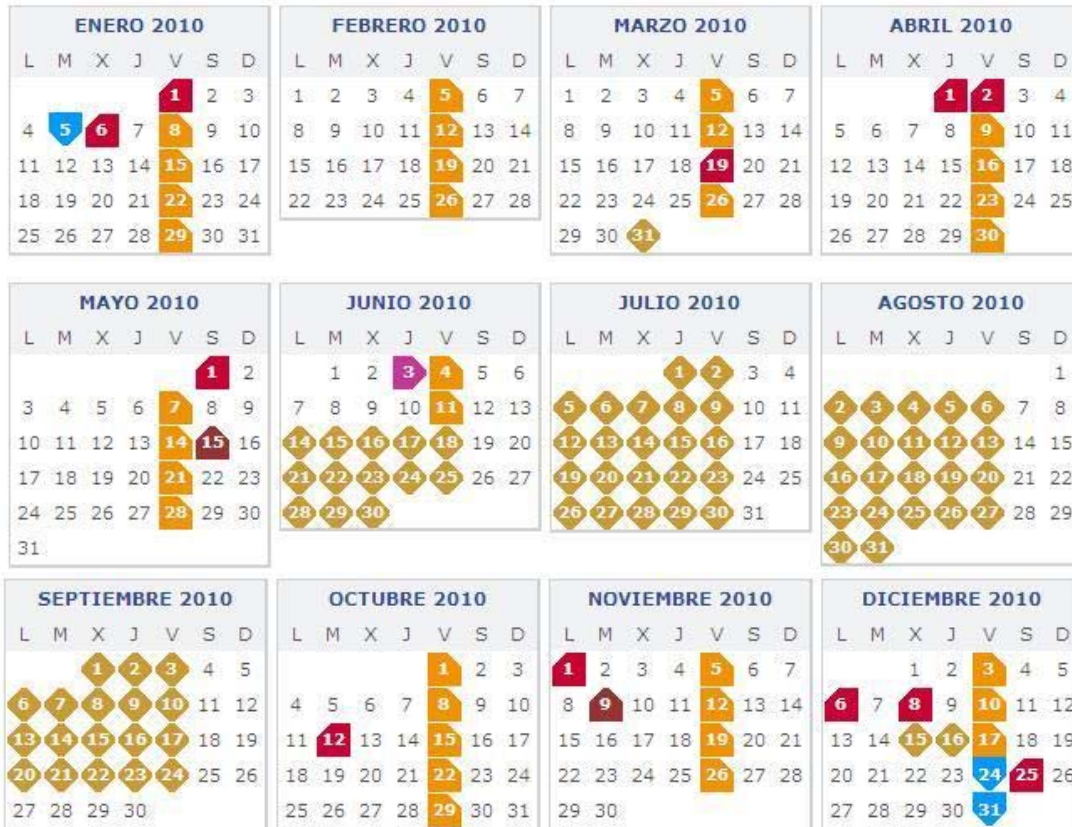 ENERO 2010
L M X J V S D
1 2 3
4 5 6 7 8 9 10
11 12 13 14 15 16 17
18 19 20 21 22 23 24
25 26 27 28 29 30 31
FEBRERO 2010
L M X J V S D
1 2 3 4 5 6 7
8 9 10 11 12 13 14
15 16 17 18 19 20 21
22 23 24 25 26 27 28
MARZO 2010
L M X J V S D
1 2 3 4 5 6 7
8 9 10 11 12 13 14
15 16 17 18 19 20 21
22 23 24 25 26 27 28
29 30 31
ABRIL 2010
L M X J V S D
1 2 3 4
5 6 7 8 9 10 11
12 13 14 15 16 17 18
19 20 21 22 23 24 25
26 27 28 29 30
MAYO 2010
L M X J V S D
1 2
3 4 5 6 7 8 9
10 11 12 13 14 15 16
17 18 19 20 21 22 23
24 25 26 27 28 29 30
31
JUNIO 2010
L M X J V S D
1 2 3 4 5 6
7 8 9 10 11 12 13
14 15 16 17 18 19 20
21 22 23 24 25 26 27
28 29 30
JULIO 2010
L M X J V S D
1 2 3 4
5 6 7 8 9 10 11
12 13 14 15 16 17 18
19 20 21 22 23 24 25
26 27 28 29 30 31
AGOSTO 2010
L M X J V S D
1
2 3 4 5 6 7 8
9 10 11 12 13 14 15
16 17 18 19 20 21 22
23 24 25 26 27 28 29
30 31
SEPTIEMBRE 2010
L M X J V S D
1 2 3 4 5
6 7 8 9 10 11 12
13 14 15 16 17 18 19
20 21 22 23 24 25 26
27 28 29 30
OCTUBRE 2010
L M X J V S D
1 2 3
4 5 6 7 8 9 10
11 12 13 14 15 16 17
18 19 20 21 22 23 24
25 26 27 28 29 30 31
NOVIEMBRE 2010
L M X J V S D
1 2 3 4 5 6 7
8 9 10 11 12 13 14
15 16 17 18 19 20 21
22 23 24 25 26 27 28
29 30
DICIEMBRE 2010
L M X J V S D
1 2 3 4 5
6 7 8 9 10 11 12
13 14 15 16 17 18 19
20 21 22 23 24 25 26
27 28 29 30 31